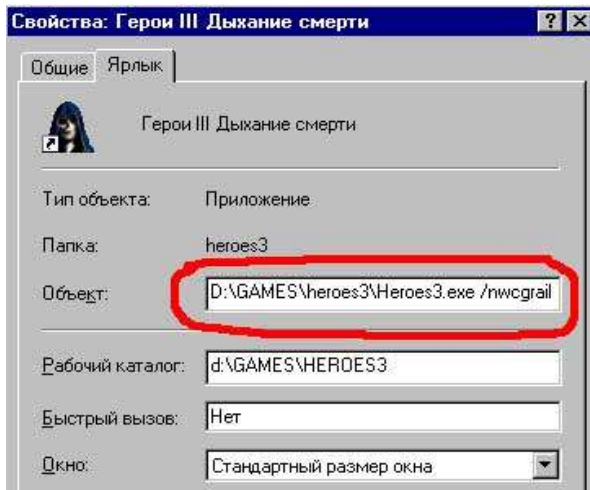 Свойства: Герои III Дыхание смерти
Общие Ярлык
Герои III Дыхание смерти
Тип объекта: Приложение
Папка: heroes3
Объект: D:\GAMES\heroes3\Heroes3.exe /nwcgrail
Рабочий каталог: d:\GAMES\HEROES3
Быстрый вызов: Нет
Окно: Стандартный размер окна